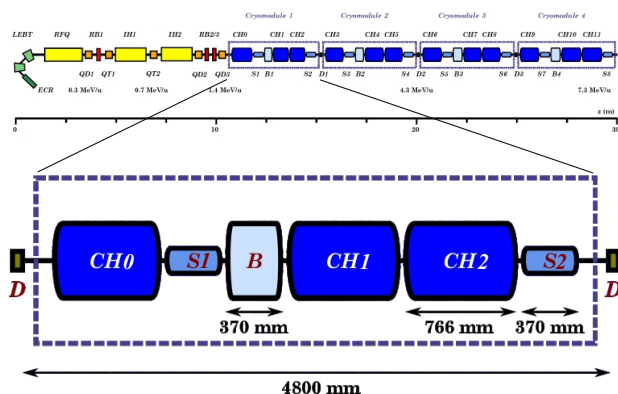 Cryomodule 1 Cryomodule 2 Cryomodule 3 Cryomodule 4
LEBT RFQ RB1 IH1 IH2 RB2/3 CH0 CH1 CH2 CH3 CH4 CH5 CH6 CH7 CH8 CH9 CH10 CH11
QD1 QT1 QT2 QD2 QD3 S1 B1 S2 D1 S3 B2 S4 D2 S5 B3 S6 D3 S7 B4 S8
ECR 0.3 MeV/u 0.7 MeV/u 1.4 MeV/u 4.3 MeV/u 7.3 MeV/u
z (m)
0 10 20 30
CH0 S1 B CH1 CH2 S2
D D
370 mm 766 mm 370 mm
4800 mm